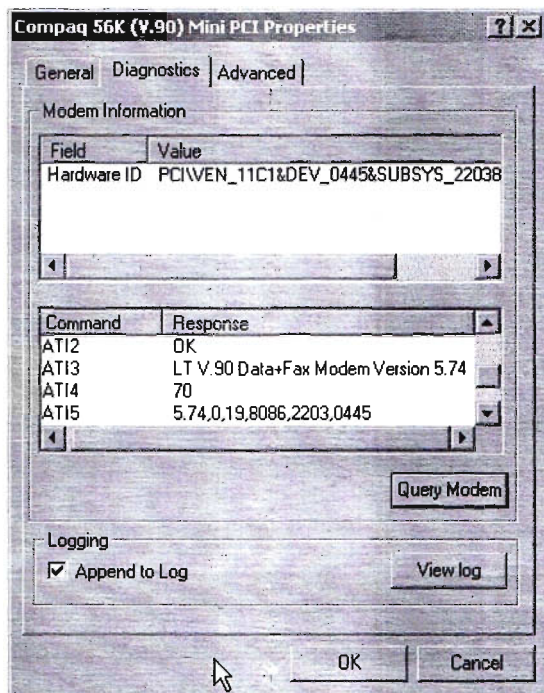 Compaq 56K (V.90) Mini PCI Properties
General Diagnostics Advanced
Modem Information
Field Value
Hardware ID PCI\VEN_11C1&DEV_0445&SUBSYS_22038
Command Response
ATI2 OK
ATI3 LT V.90 Data+Fax Modem Version 5.74
ATI4 70
ATI5 5.74,0,19,8086,2203,0445
Query Modem
Logging
Append to Log View log
OK Cancel